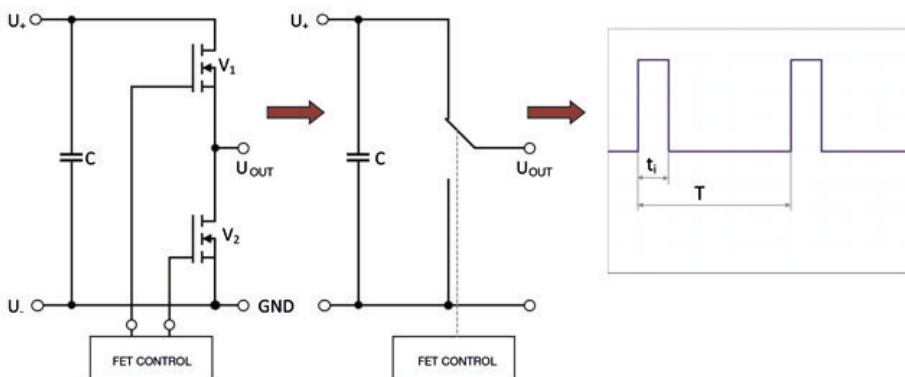 U+
V1
C
UOUT
V2
U-
GND
FET CONTROL
U+
C
UOUT
FET CONTROL
ti
T